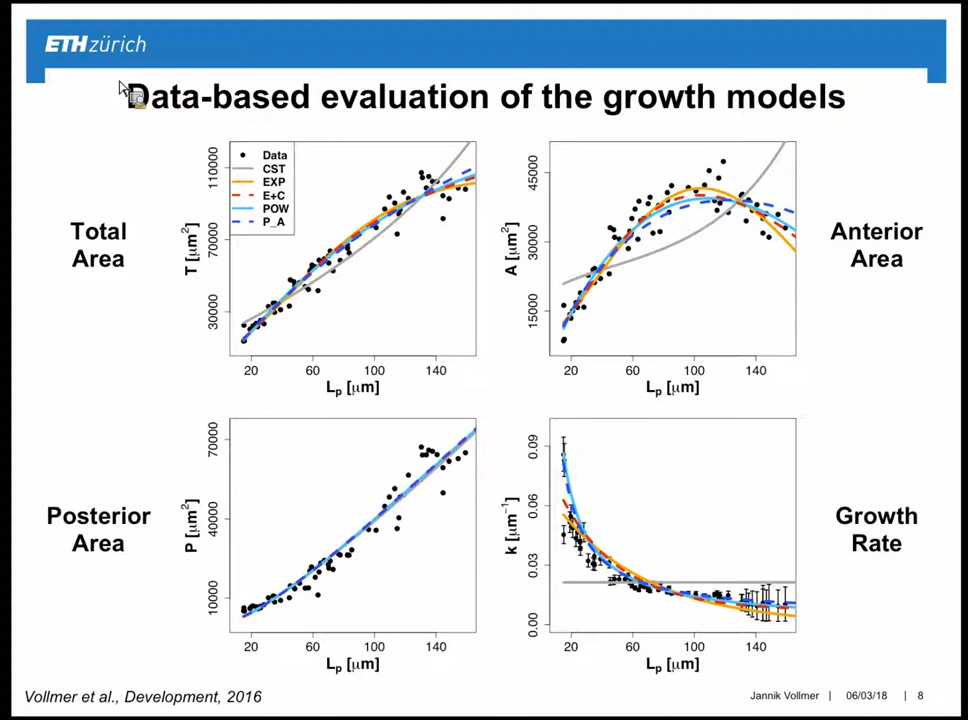 ETH zürich
Data-based evaluation of the growth models
Total
Area
T [μm²]
30000
70000
110000
Data
CST
EXP
E+C
POW
P_A
20
60
100
140
Lp [μm]
Anterior
Area
A [μm²]
15000
30000
45000
20
60
100
140
Lp [μm]
Posterior
Area
P [μm²]
10000
40000
70000
20
60
100
140
Lp [μm]
Growth
Rate
k [μm⁻¹]
0.00
0.03
0.06
0.09
20
60
100
140
Lp [μm]
Vollmer et al., Development, 2016
Jannik Vollmer | 06/03/18 | 8